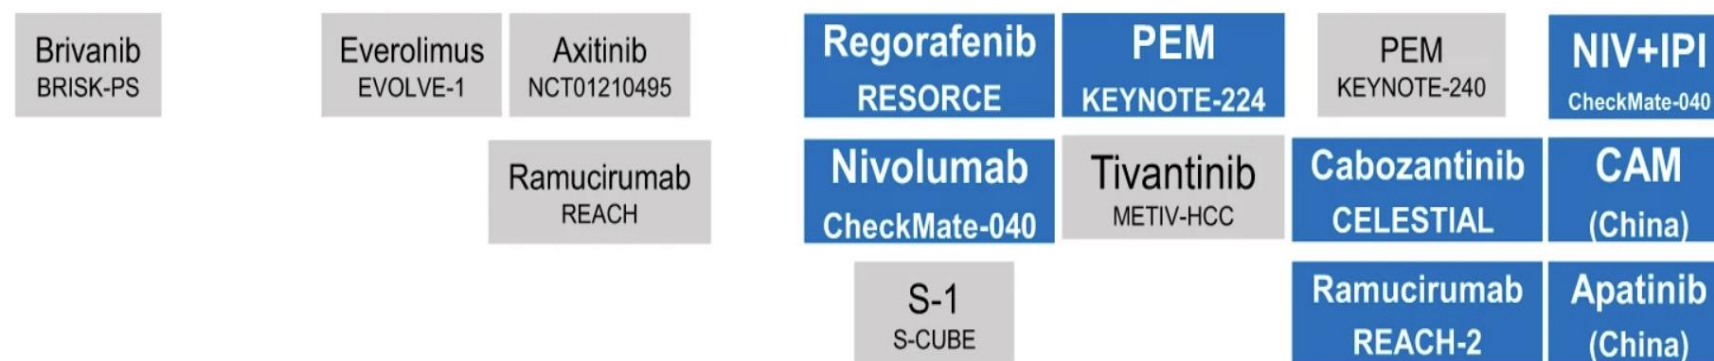 Brivanib
BRISK-PS
Everolimus
EVOLVE-1
Axitinib
NCT01210495
Regorafenib
RESORCE
PEM
KEYNOTE-224
PEM
KEYNOTE-240
NIV+IPI
CheckMate-040
Ramucirumab
REACH
Nivolumab
CheckMate-040
Tivantinib
METIV-HCC
Cabozantinib
CELESTIAL
CAM
(China)
S-1
S-CUBE
Ramucirumab
REACH-2
Apatinib
(China)